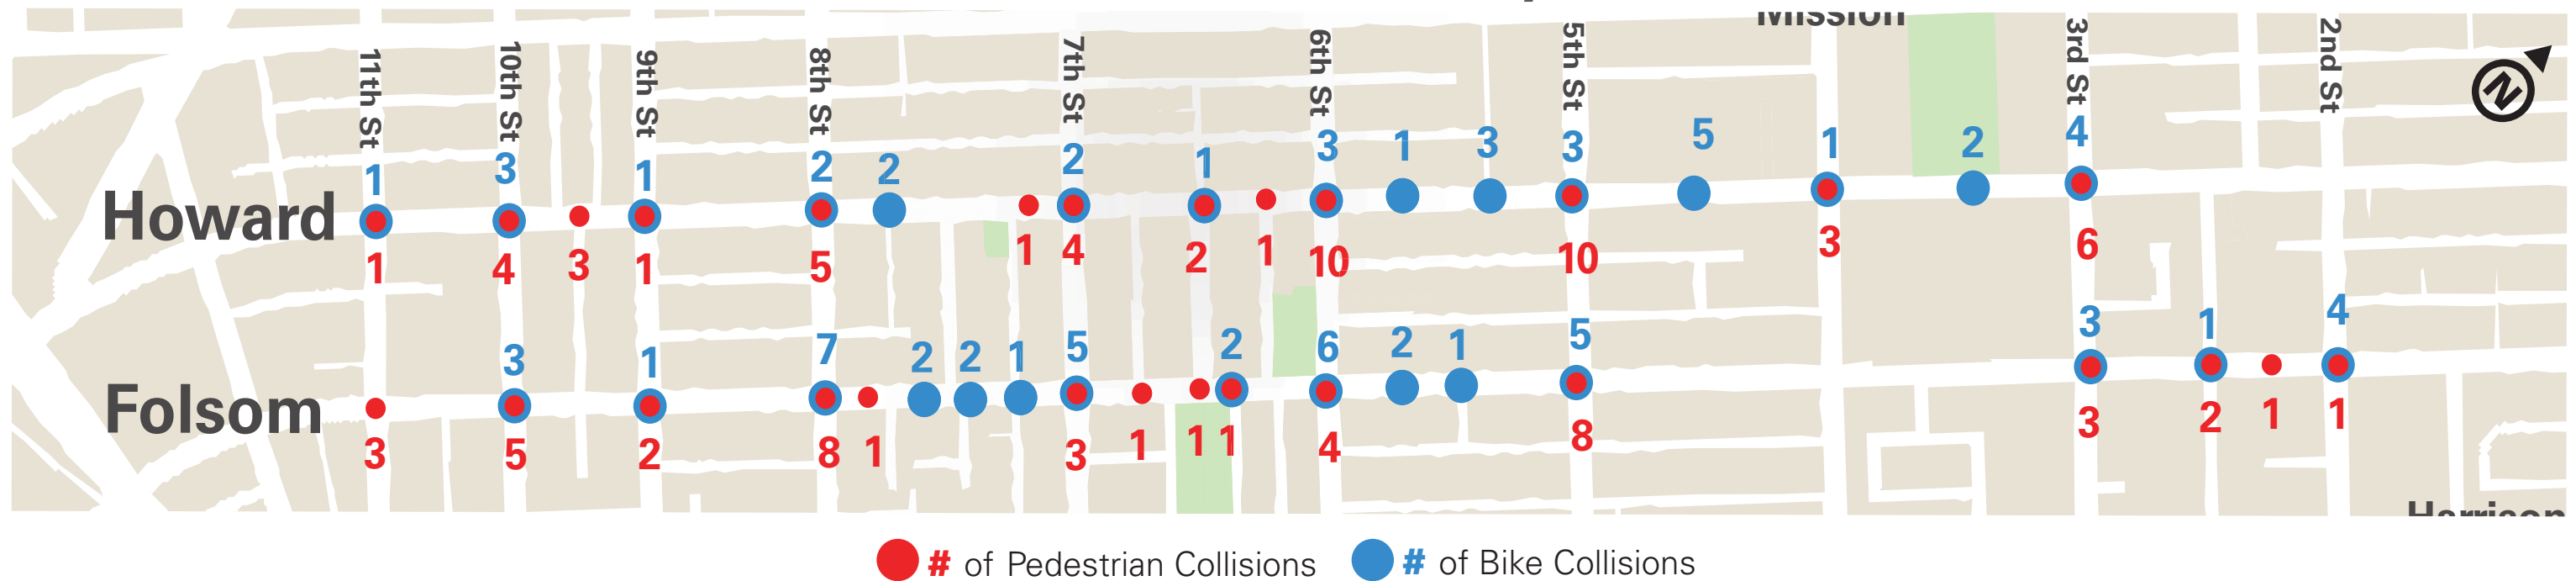 Mission
11th St
10th St
9th St
8th St
7th St
6th St
5th St
3rd St
2nd St
N
1 3 1 2 2 2 1 3 1 3 3 5 1 2 4
Howard
1 4 3 1 5 1 4 2 1 10 10 3 6
3 1 7 2 2 1 5 2 6 2 1 5 3 1 4
Folsom
3 5 2 8 1 3 1 1 1 4 8 3 2 1 1
Harrison
# of Pedestrian Collisions # of Bike Collisions